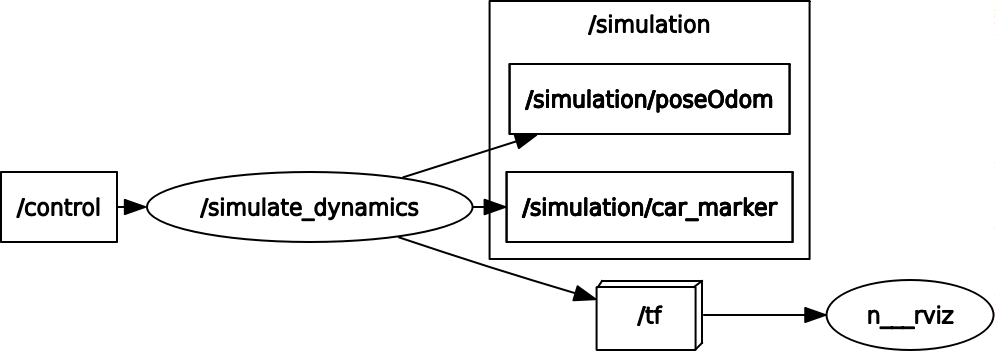 /simulation
/simulation/poseOdom
/control
/simulate_dynamics
/simulation/car_marker
/tf
n___rviz